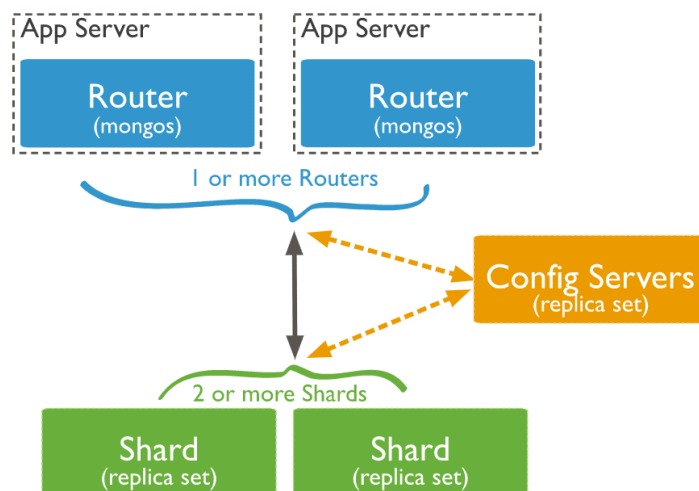 App Server
App Server
Router
(mongos)
Router
(mongos)
1 or more Routers
Config Servers
(replica set)
2 or more Shards
Shard
(replica set)
Shard
(replica set)